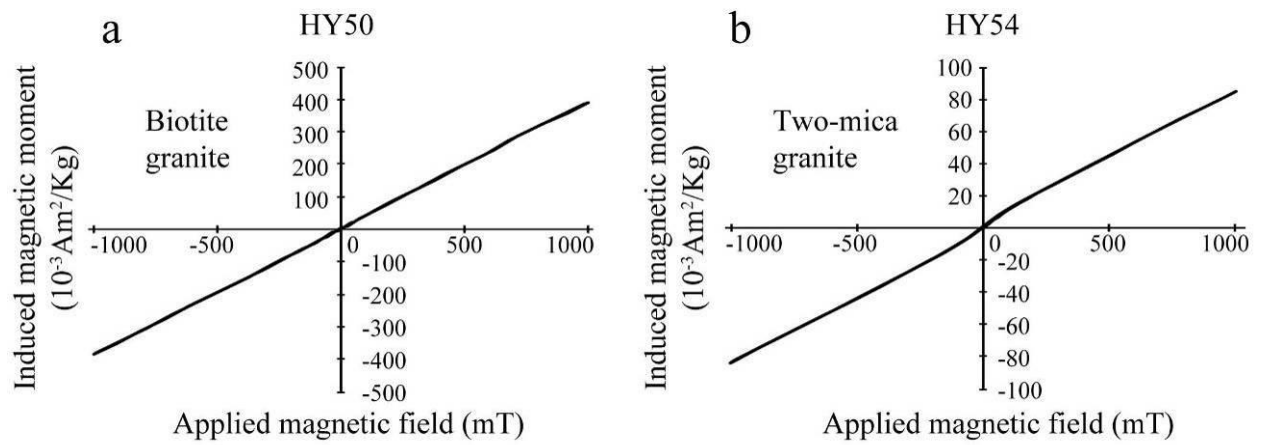 a
HY50
Induced magnetic moment
(10⁻³Am²/Kg)
Biotite
granite
500
400
300
200
100
-1000
-500
0
500
1000
-100
-200
-300
-400
-500
Applied magnetic field (mT)
b
HY54
Induced magnetic moment
(10⁻³Am²/Kg)
Two-mica
granite
100
80
60
40
20
-1000
-500
0
500
1000
-20
-40
-60
-80
-100
Applied magnetic field (mT)